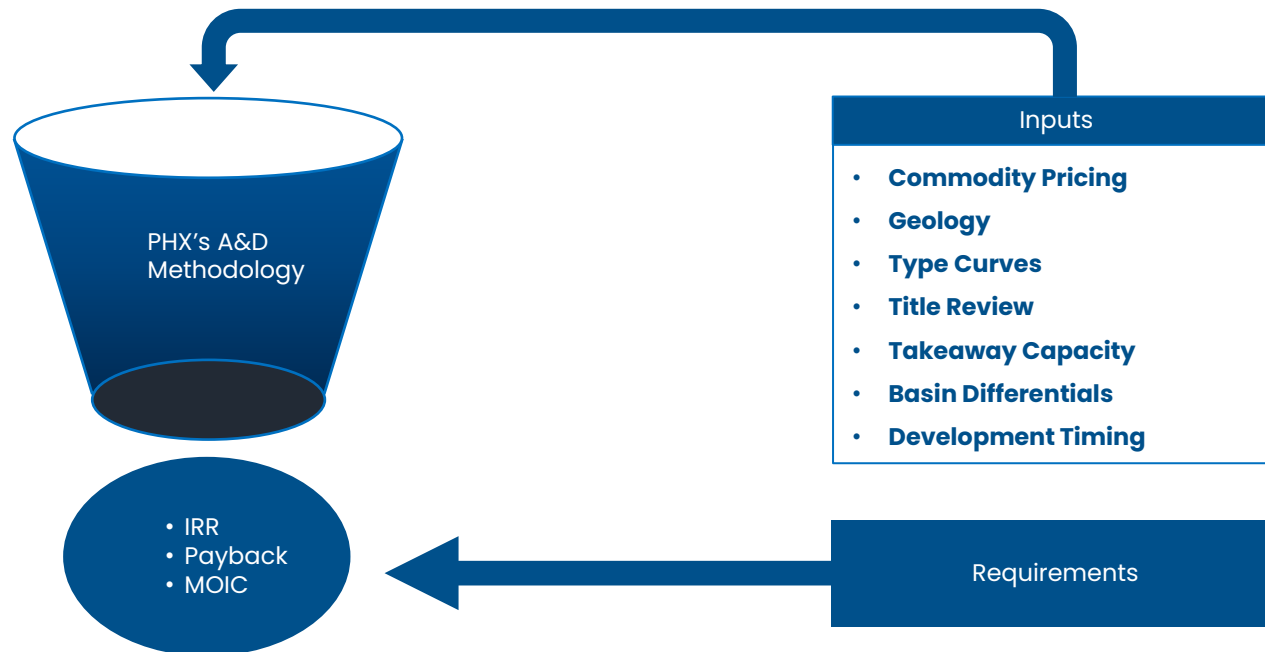 Inputs
• Commodity Pricing
• Geology
• Type Curves
• Title Review
• Takeaway Capacity
• Basin Differentials
• Development Timing
PHX’s A&D
Methodology
• IRR
• Payback
• MOIC
Requirements